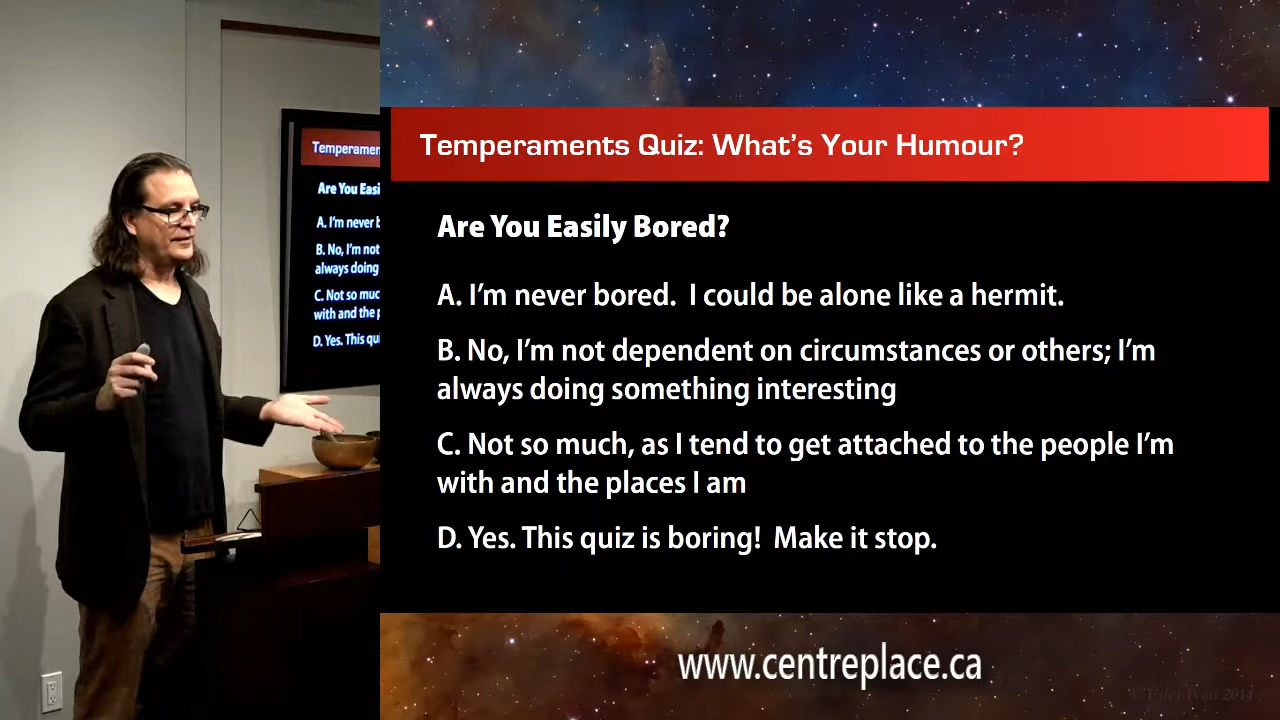 Temperaments Quiz: What's Your Humour?
Are You Easily Bored?
A. I'm never bored.  I could be alone like a hermit.
B. No, I'm not dependent on circumstances or others; I'm
always doing something interesting
C. Not so much, as I tend to get attached to the people I'm
with and the places I am
D. Yes. This quiz is boring!  Make it stop.
www.centreplace.ca
Temperamen
Are You Easi
A. I'm never b
B. No, I'm not
always doing
C. Not so muc
with and the p
D. Yes. This qui